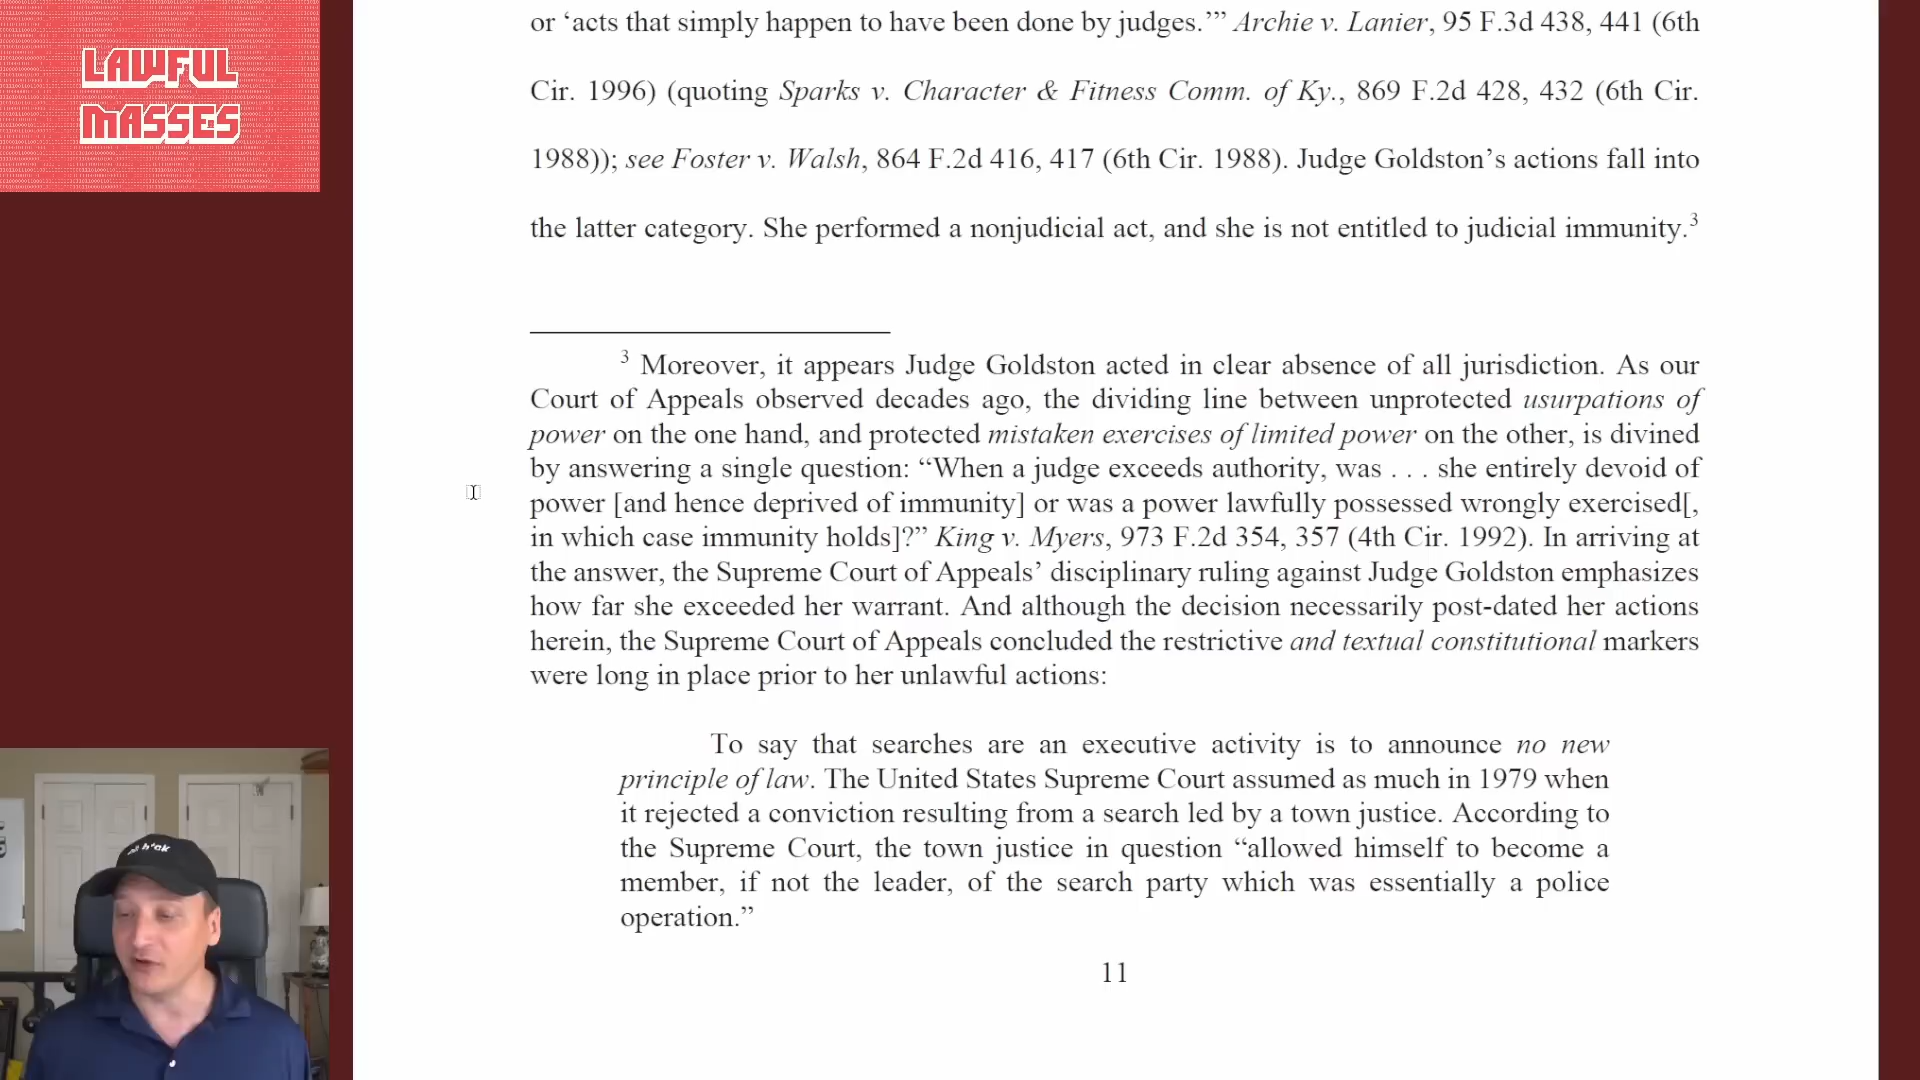 LAWFUL
MASSES
or ‘acts that simply happen to have been done by judges.’” Archie v. Lanier, 95 F.3d 438, 441 (6th
Cir. 1996) (quoting Sparks v. Character & Fitness Comm. of Ky., 869 F.2d 428, 432 (6th Cir.
1988)); see Foster v. Walsh, 864 F.2d 416, 417 (6th Cir. 1988). Judge Goldston’s actions fall into
the latter category. She performed a nonjudicial act, and she is not entitled to judicial immunity.3
3 Moreover, it appears Judge Goldston acted in clear absence of all jurisdiction. As our
Court of Appeals observed decades ago, the dividing line between unprotected usurpations of
power on the one hand, and protected mistaken exercises of limited power on the other, is divined
by answering a single question: “When a judge exceeds authority, was . . . she entirely devoid of
power [and hence deprived of immunity] or was a power lawfully possessed wrongly exercised[,
in which case immunity holds]?” King v. Myers, 973 F.2d 354, 357 (4th Cir. 1992). In arriving at
the answer, the Supreme Court of Appeals’ disciplinary ruling against Judge Goldston emphasizes
how far she exceeded her warrant. And although the decision necessarily post-dated her actions
herein, the Supreme Court of Appeals concluded the restrictive and textual constitutional markers
were long in place prior to her unlawful actions:
To say that searches are an executive activity is to announce no new
principle of law. The United States Supreme Court assumed as much in 1979 when
it rejected a conviction resulting from a search led by a town justice. According to
the Supreme Court, the town justice in question “allowed himself to become a
member, if not the leader, of the search party which was essentially a police
operation.”
11